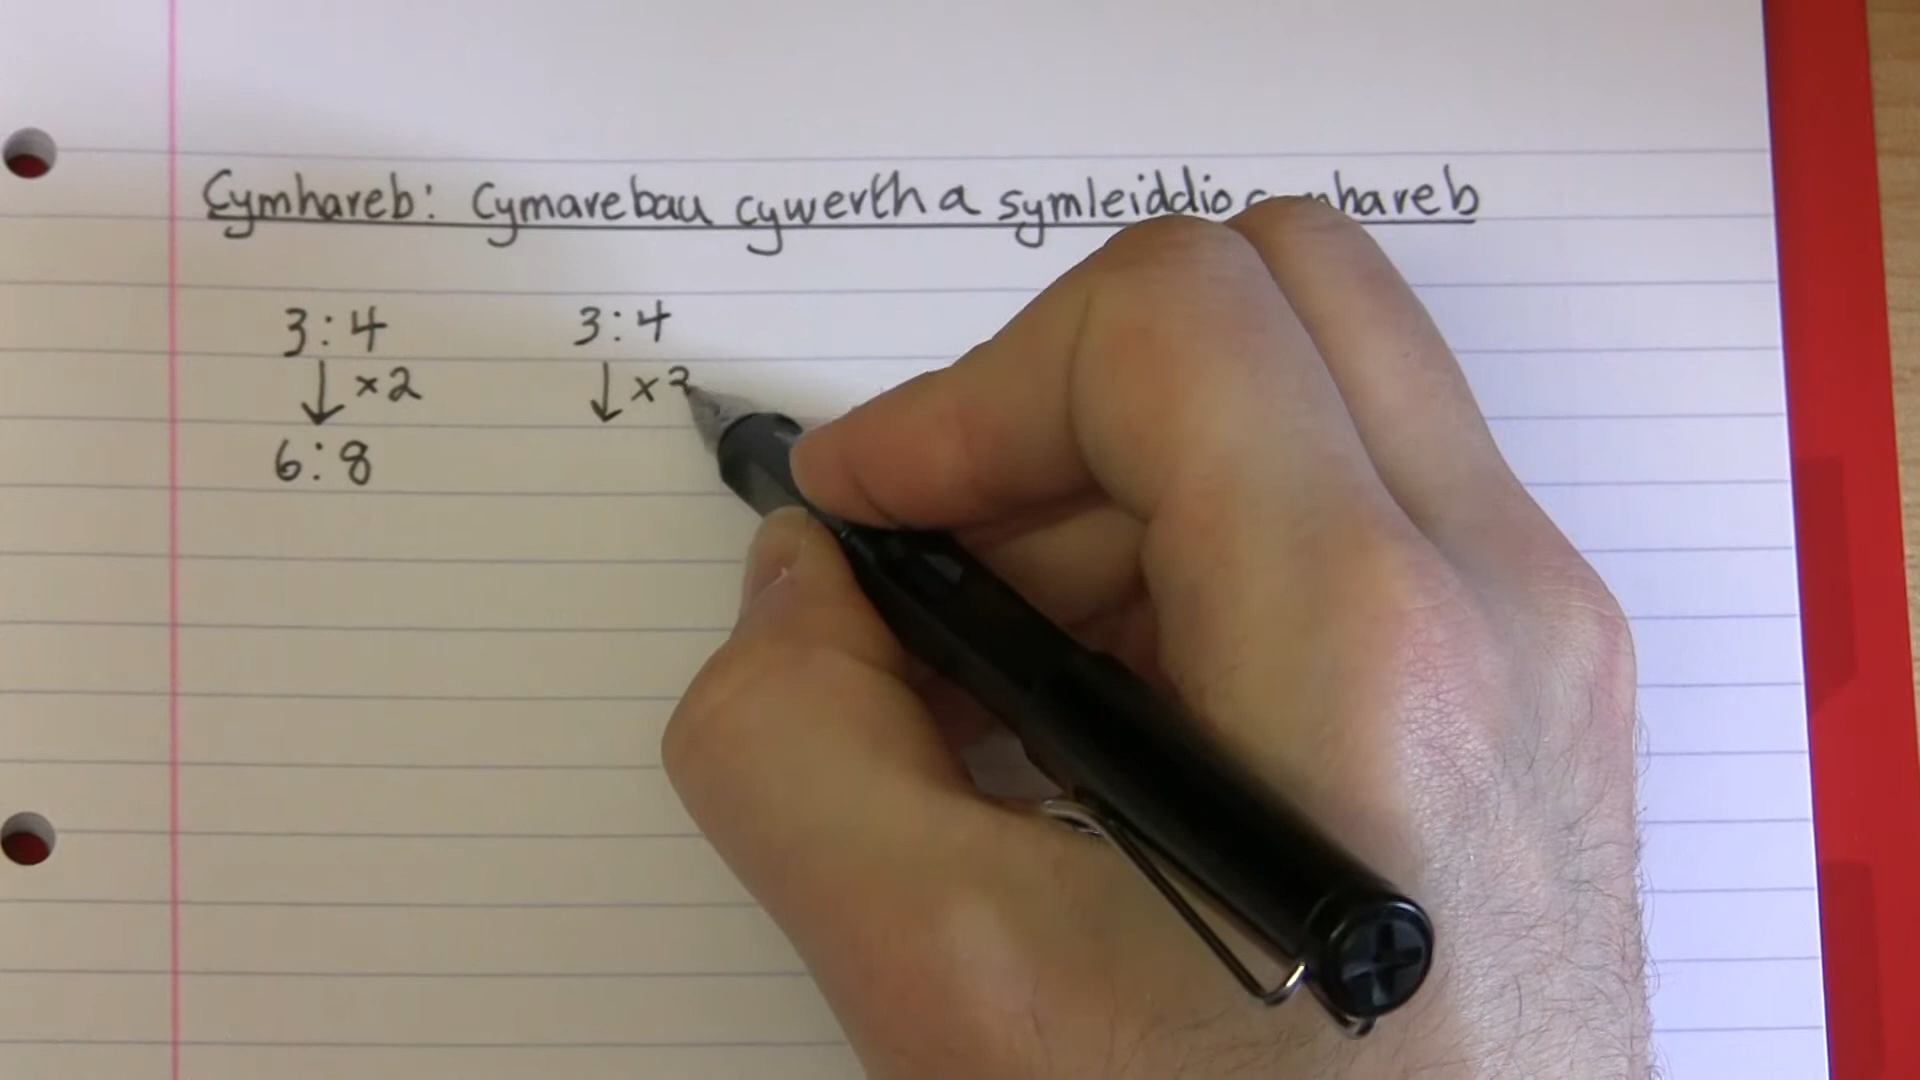 Cymhareb: Cymarebau cywerth a symleiddio
3:4 3:4
↓ ×2 ↓ ×
6:8